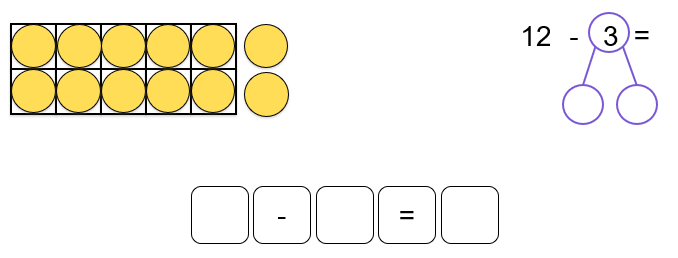 12 - 3 =
- =